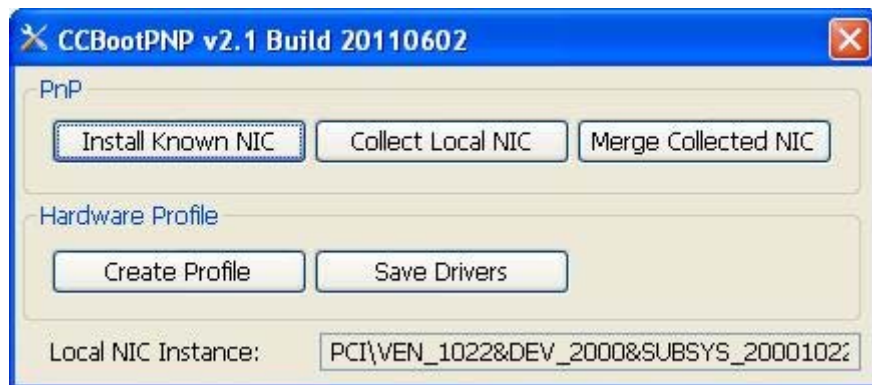 CCBootPNP v2.1 Build 20110602
PnP
Install Known NIC Collect Local NIC Merge Collected NIC
Hardware Profile
Create Profile Save Drivers
Local NIC Instance: PCI\VEN_1022&DEV_2000&SUBSYS_20001022